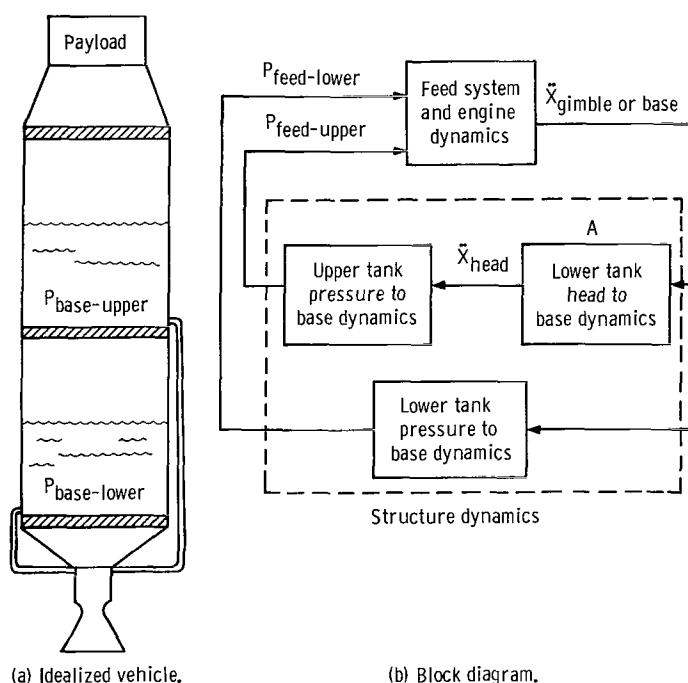 Payload
P_base-upper
P_base-lower
(a) Idealized vehicle.
P_feed-lower
P_feed-upper
Feed system
and engine
dynamics
Ẍ_gimble or base
A
Upper tank
pressure to
base dynamics
Ẍ_head
Lower tank
head to
base dynamics
Lower tank
pressure to
base dynamics
Structure dynamics
(b) Block diagram.